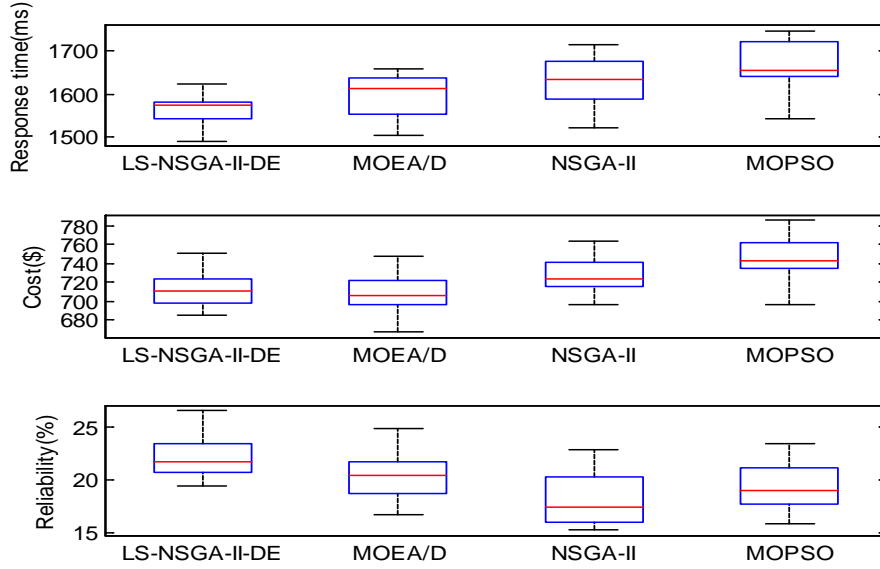 Response time(ms)
1700
1600
1500
LS-NSGA-II-DE MOEA/D NSGA-II MOPSO
Cost($)
780
760
740
720
700
680
LS-NSGA-II-DE MOEA/D NSGA-II MOPSO
Reliability(%)
25
20
15
LS-NSGA-II-DE MOEA/D NSGA-II MOPSO